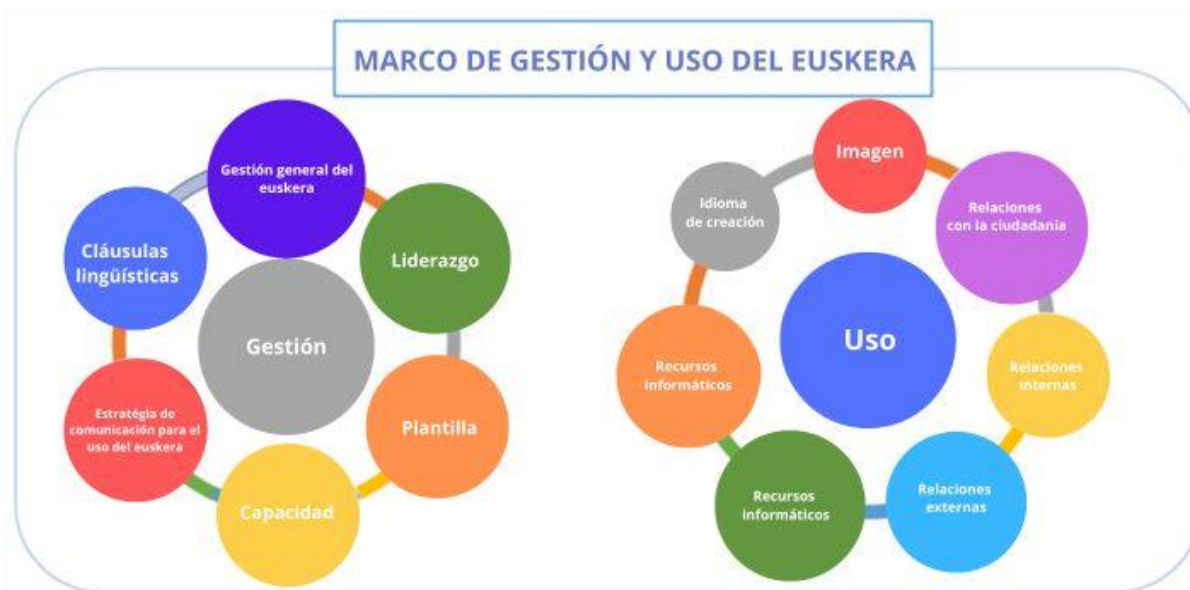 MARCO DE GESTIÓN Y USO DEL EUSKERA
Gestión general del
euskera
Liderazgo
Plantilla
Capacidad
Estratégia de
comunicación para el
uso del euskera
Cláusulas
lingüísticas
Gestión
Imagen
Relaciones
con la ciudadanía
Relaciones
internas
Relaciones
externas
Recursos
informáticos
Recursos
informáticos
Idioma
de creación
Uso